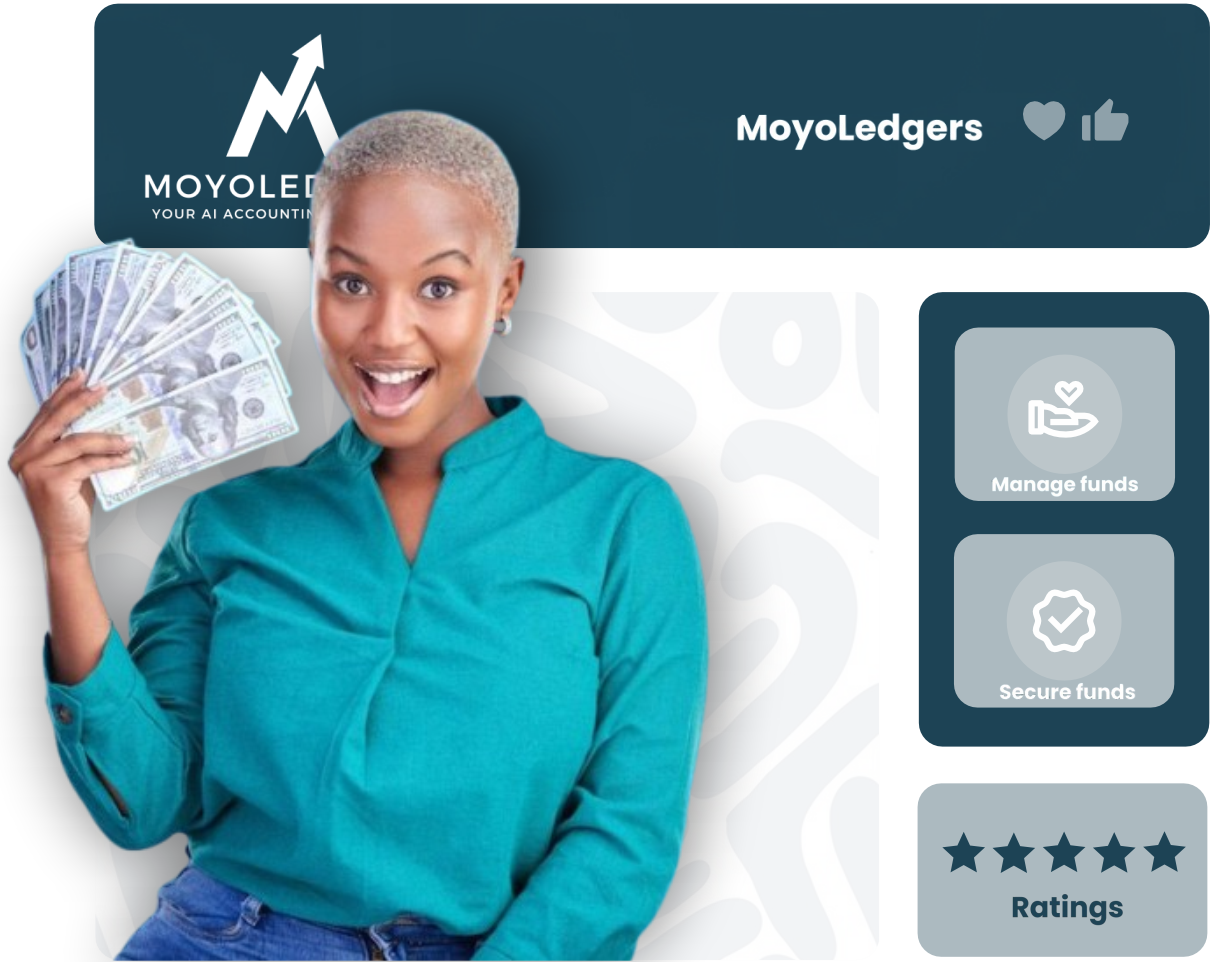 MOYOLED
YOUR AI ACCOUNTIN
MoyoLedgers
Manage funds
Secure funds
Ratings